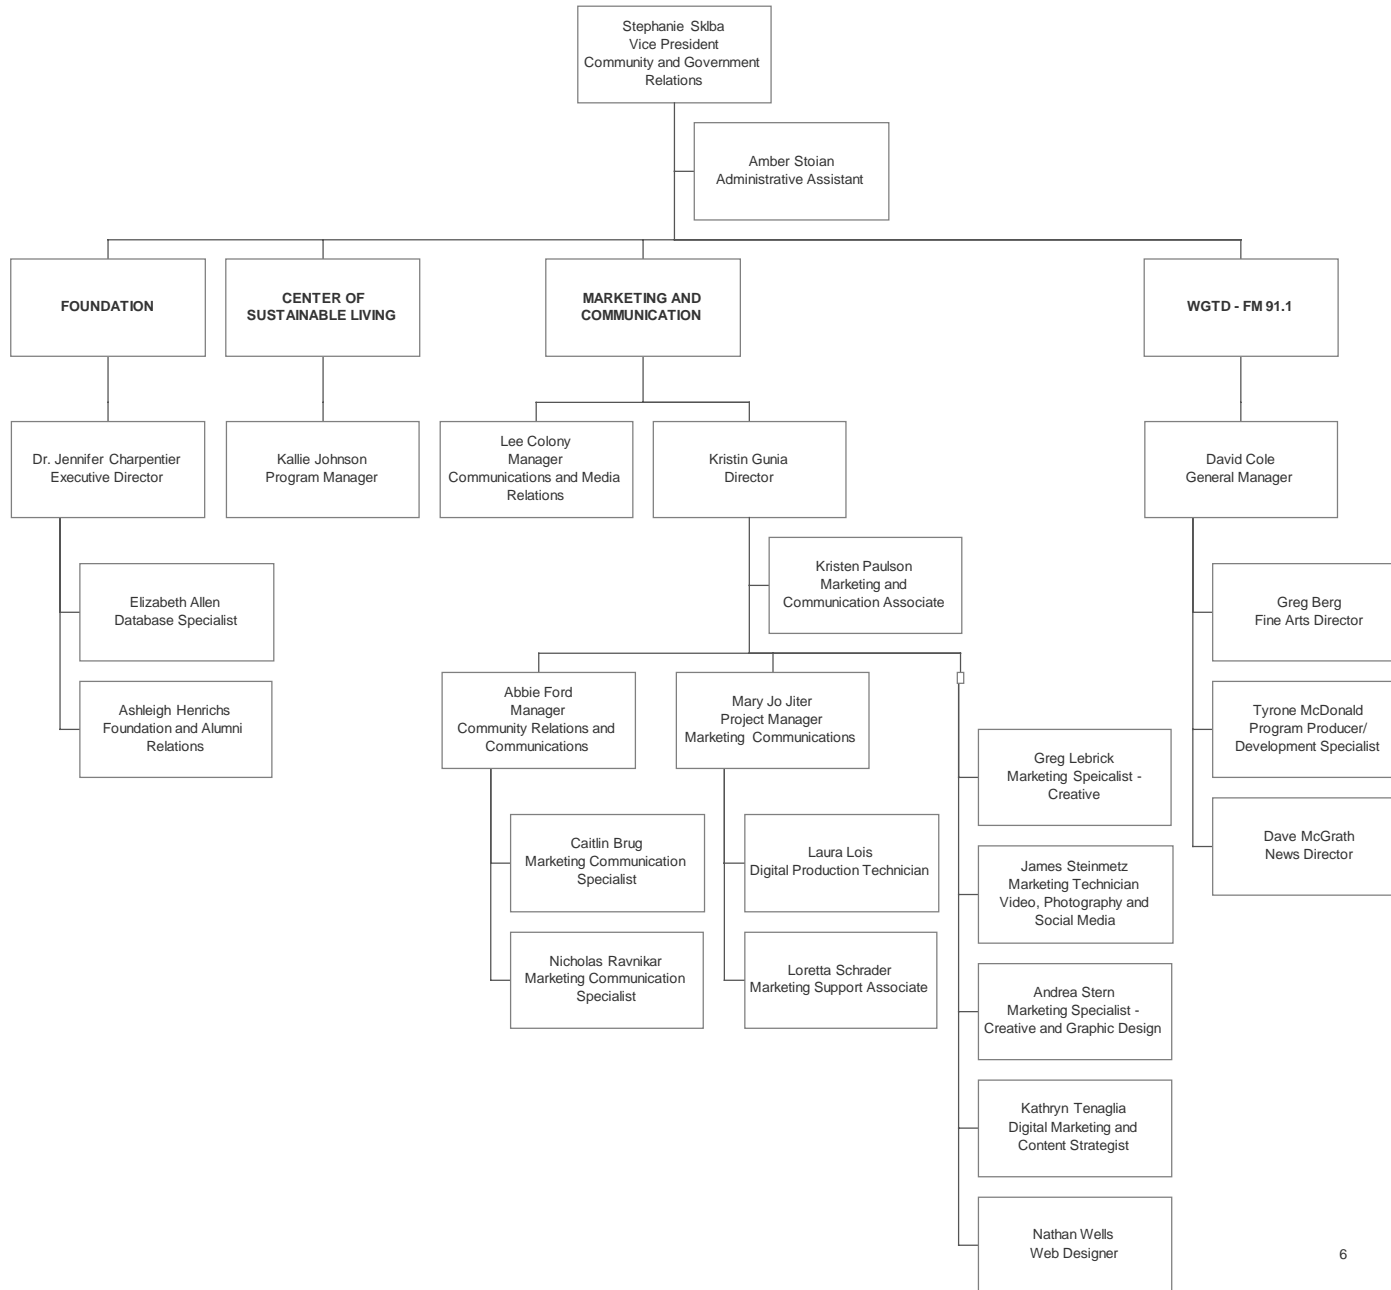 Stephanie Sklba
Vice President
Community and Government
Relations
Amber Stoian
Administrative Assistant
FOUNDATION
CENTER OF
SUSTAINABLE LIVING
MARKETING AND
COMMUNICATION
WGTD - FM 91.1
Dr. Jennifer Charpentier
Executive Director
Kallie Johnson
Program Manager
Lee Colony
Manager
Communications and Media
Relations
Kristin Gunia
Director
David Cole
General Manager
Elizabeth Allen
Database Specialist
Ashleigh Henrichs
Foundation and Alumni
Relations
Kristen Paulson
Marketing and
Communication Associate
Abbie Ford
Manager
Community Relations and
Communications
Mary Jo Jiter
Project Manager
Marketing Communications
Caitlin Brug
Marketing Communication
Specialist
Nicholas Ravnikar
Marketing Communication
Specialist
Laura Lois
Digital Production Technician
Loretta Schrader
Marketing Support Associate
Greg Lebrick
Marketing Speicalist -
Creative
James Steinmetz
Marketing Technician
Video, Photography and
Social Media
Andrea Stern
Marketing Specialist -
Creative and Graphic Design
Kathryn Tenaglia
Digital Marketing and
Content Strategist
Nathan Wells
Web Designer
Greg Berg
Fine Arts Director
Tyrone McDonald
Program Producer/
Development Specialist
Dave McGrath
News Director
6